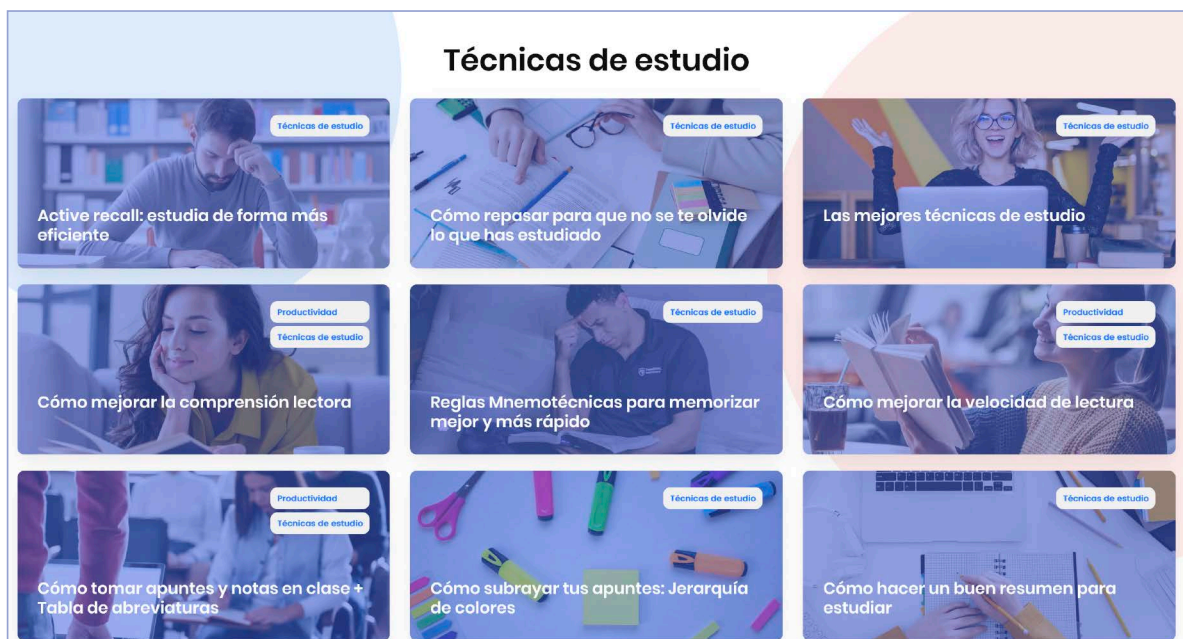 Técnicas de estudio
Técnicas de estudio
Active recall: estudia de forma más
eficiente
Técnicas de estudio
Cómo repasar para que no se te olvide
lo que has estudiado
Técnicas de estudio
Las mejores técnicas de estudio
Productividad
Técnicas de estudio
Cómo mejorar la comprensión lectora
Técnicas de estudio
Reglas Mnemotécnicas para memorizar
mejor y más rápido
Productividad
Técnicas de estudio
Cómo mejorar la velocidad de lectura
Productividad
Técnicas de estudio
Cómo tomar apuntes y notas en clase +
Tabla de abreviaturas
Técnicas de estudio
Cómo subrayar tus apuntes: Jerarquía
de colores
Técnicas de estudio
Cómo hacer un buen resumen para
estudiar